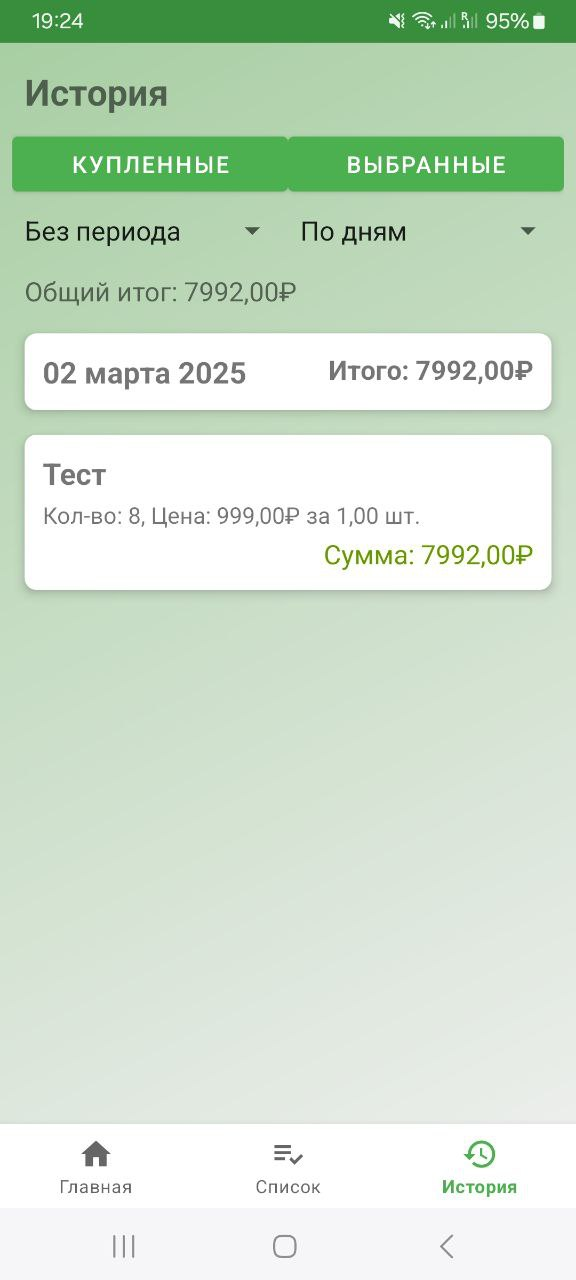 19:24 R 95%
История
КУПЛЕННЫЕ ВЫБРАННЫЕ
Без периода По дням
Общий итог: 7992,00₽
02 марта 2025 Итого: 7992,00₽
Тест
Кол-во: 8, Цена: 999,00₽ за 1,00 шт.
Сумма: 7992,00₽
Главная Список История